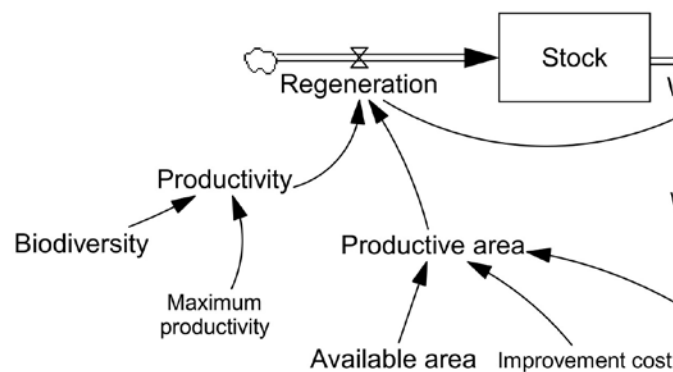 Stock
Regeneration
Productivity
Biodiversity
Productive area
Maximum
productivity
Available area
Improvement cost